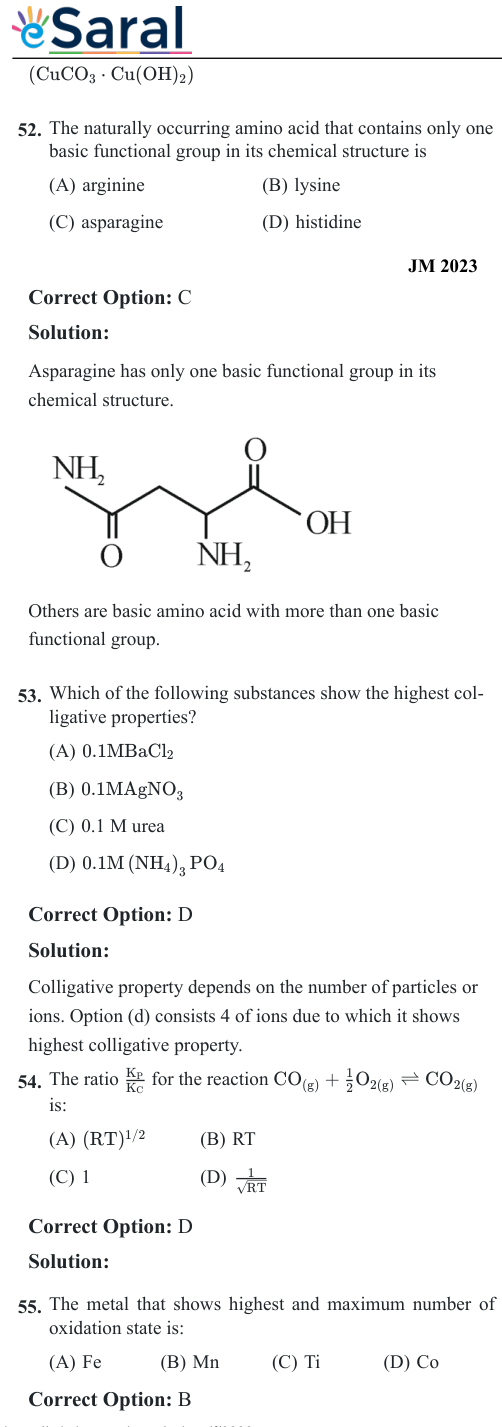 eSaral
(CuCO₃ · Cu(OH)₂)
52. The naturally occurring amino acid that contains only one
basic functional group in its chemical structure is
(A) arginine (B) lysine
(C) asparagine (D) histidine
JM 2023
Correct Option: C
Solution:
Asparagine has only one basic functional group in its
chemical structure.
O
NH₂
OH
O NH₂
Others are basic amino acid with more than one basic
functional group.
53. Which of the following substances show the highest col-
ligative properties?
(A) 0.1MBaCl₂
(B) 0.1MAgNO₃
(C) 0.1 M urea
(D) 0.1M (NH₄)₃ PO₄
Correct Option: D
Solution:
Colligative property depends on the number of particles or
ions. Option (d) consists 4 of ions due to which it shows
highest colligative property.
54. The ratio K_P/K_C for the reaction CO(g) + 1/2 O₂(g) ⇌ CO₂(g)
is:
(A) (RT)^1/2 (B) RT
(C) 1 (D) 1/√RT
Correct Option: D
Solution:
55. The metal that shows highest and maximum number of
oxidation state is:
(A) Fe (B) Mn (C) Ti (D) Co
Correct Option: B